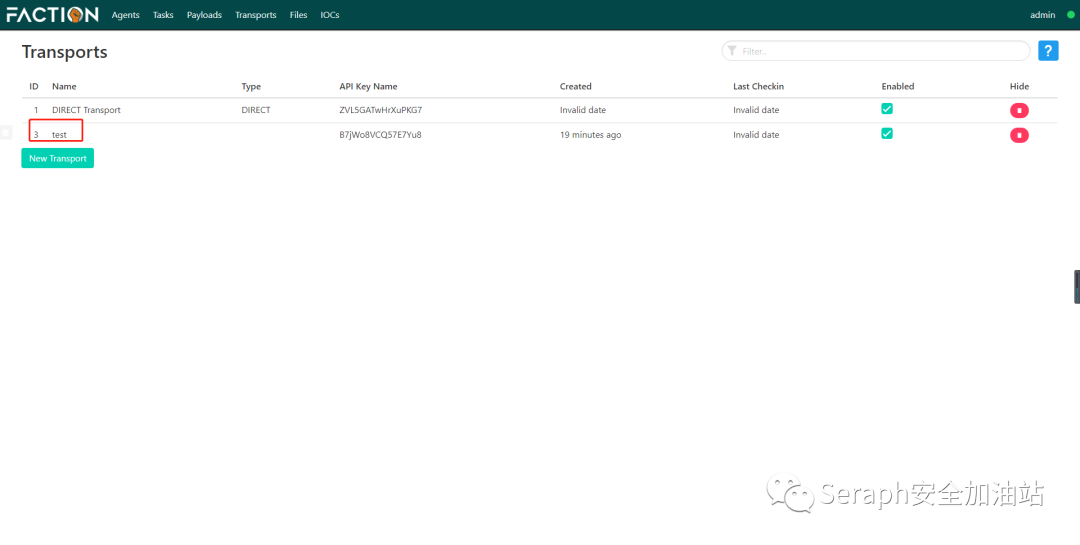 FACTION Agents Tasks Payloads Transports Files IOCs admin
Transports
Filter..
?
ID Name Type API Key Name Created Last Checkin Enabled Hide
1 DIRECT Transport DIRECT ZVL5GATwHrXuPKG7 Invalid date Invalid date
3 test B7jWo8VCQ57E7Yu8 19 minutes ago Invalid date
New Transport
Seraph安全加油站